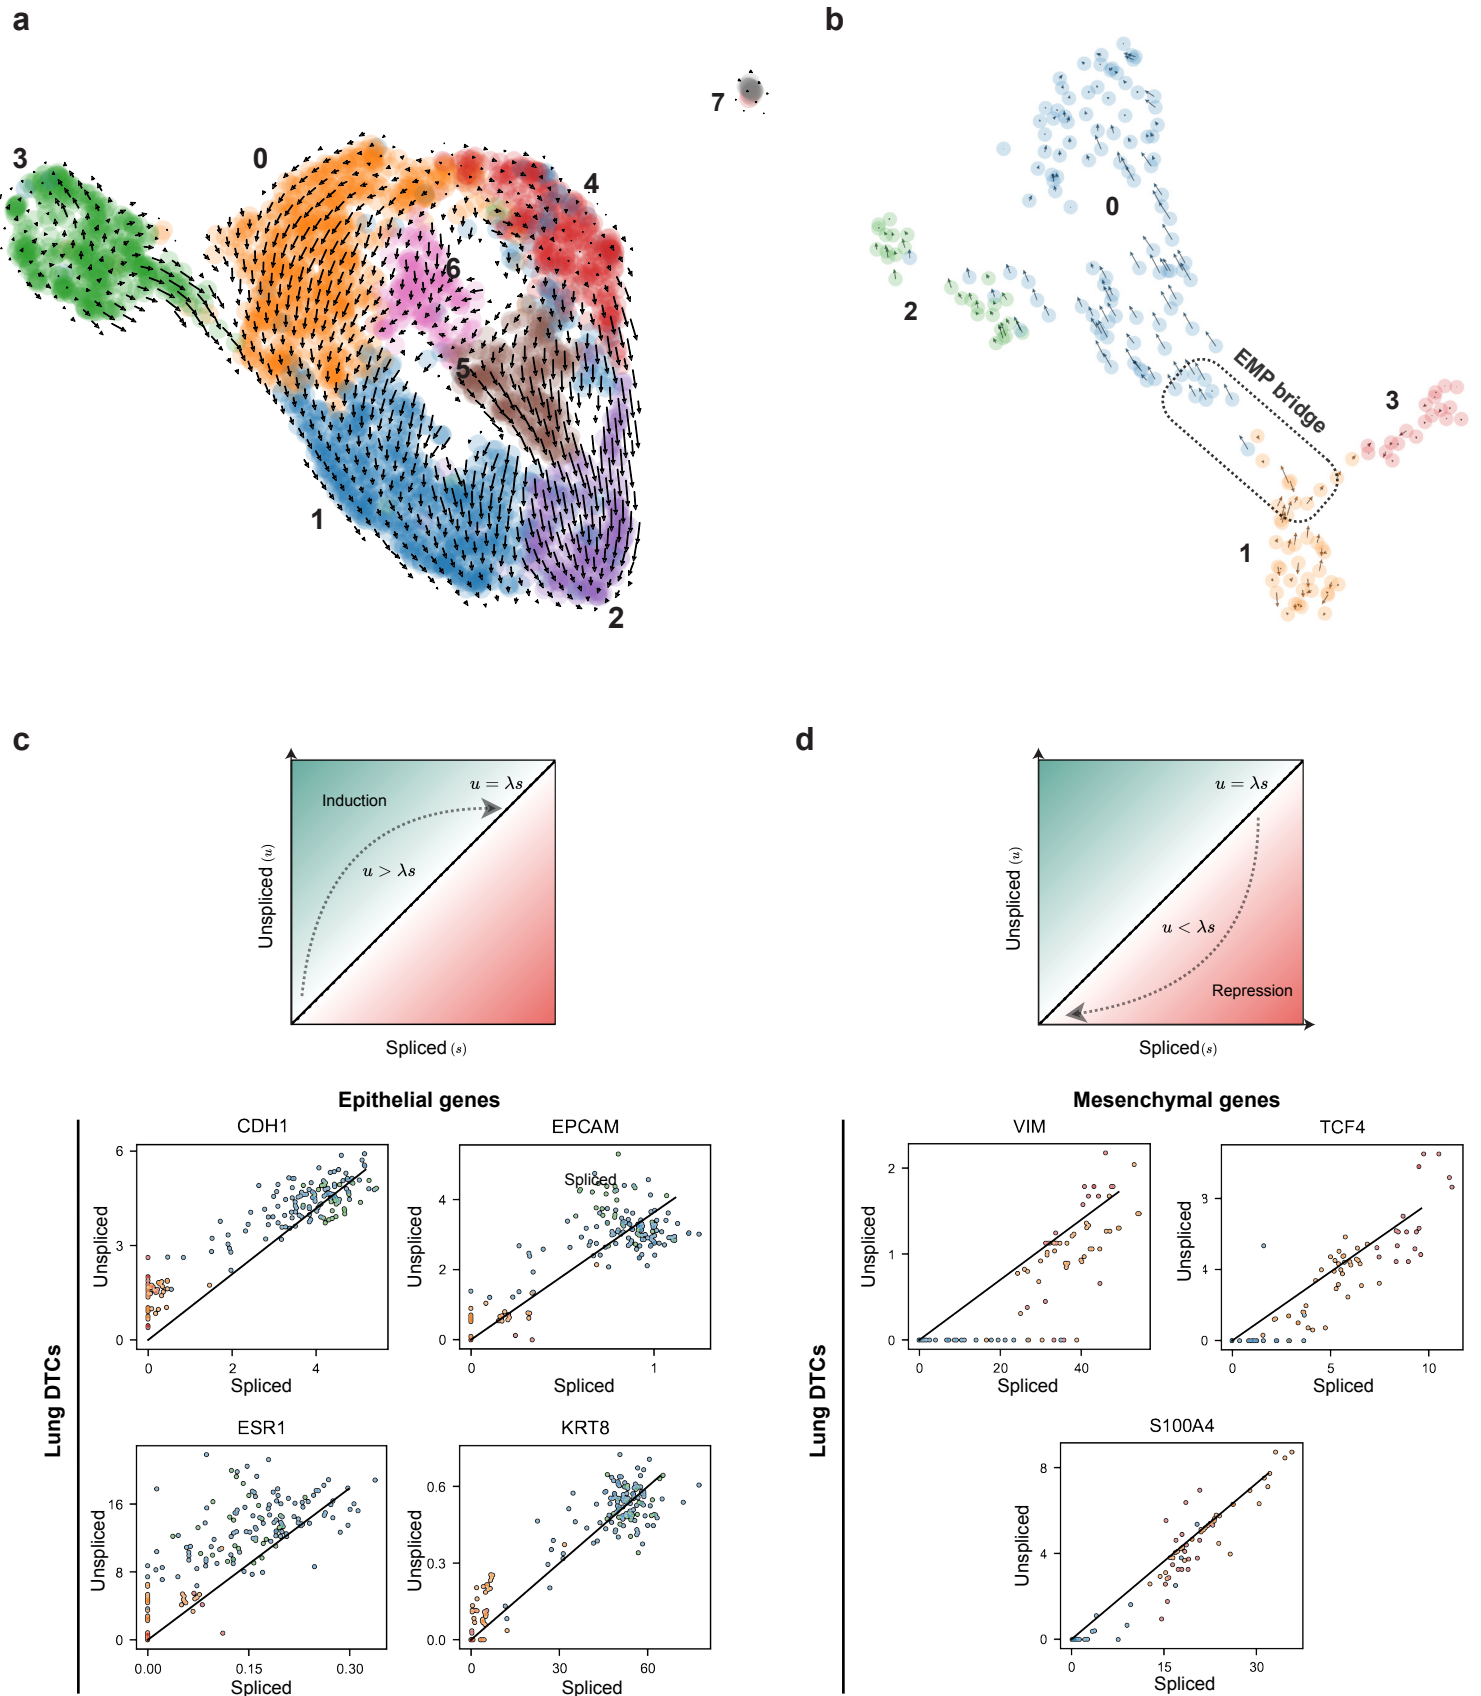 a
b
7
3
0
4
6
5
1
2
0
2
EMP bridge
3
1
c
d
Induction
u = λs
u > λs
Unspliced (u)
Spliced (s)
u = λs
u < λs
Repression
Unspliced (u)
Spliced (s)
Epithelial genes
Mesenchymal genes
Lung DTCs
CDH1
6
3
0
0 2 4
Unspliced
Spliced
EPCAM
Spliced
4
2
0
0 1
Unspliced
Spliced
ESR1
16
8
0
0.00 0.15 0.30
Unspliced
Spliced
KRT8
0.6
0.3
0.0
0 30 60
Unspliced
Spliced
Lung DTCs
VIM
2
1
0
0 20 40
Unspliced
Spliced
TCF4
8
4
0
0 5 10
Unspliced
Spliced
S100A4
8
4
0
0 15 30
Unspliced
Spliced